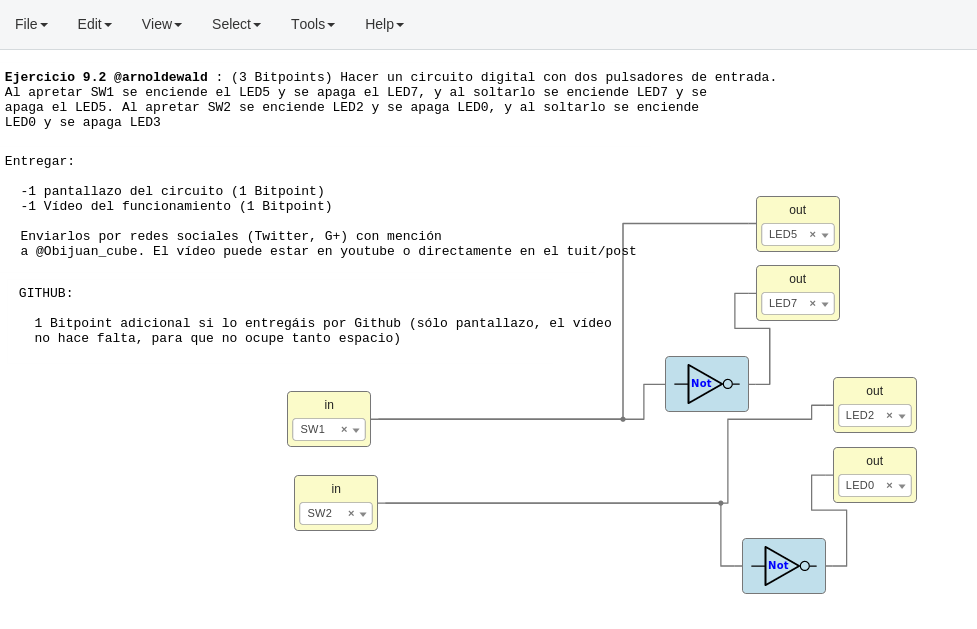 File Edit View Select Tools Help
Ejercicio 9.2 @arnoldewald : (3 Bitpoints) Hacer un circuito digital con dos pulsadores de entrada.
Al apretar SW1 se enciende el LED5 y se apaga el LED7, y al soltarlo se enciende LED7 y se
apaga el LED5. Al apretar SW2 se enciende LED2 y se apaga LED0, y al soltarlo se enciende
LED0 y se apaga LED3
Entregar:
-1 pantallazo del circuito (1 Bitpoint)
-1 Vídeo del funcionamiento (1 Bitpoint)
Enviarlos por redes sociales (Twitter, G+) con mención
a @Obijuan_cube. El vídeo puede estar en youtube o directamente en el tuit/post
GITHUB:
1 Bitpoint adicional si lo entregáis por Github (sólo pantallazo, el vídeo
no hace falta, para que no ocupe tanto espacio)
out
LED5 ×
out
LED7 ×
Not
in
SW1 ×
out
LED2 ×
in
SW2 ×
out
LED0 ×
Not